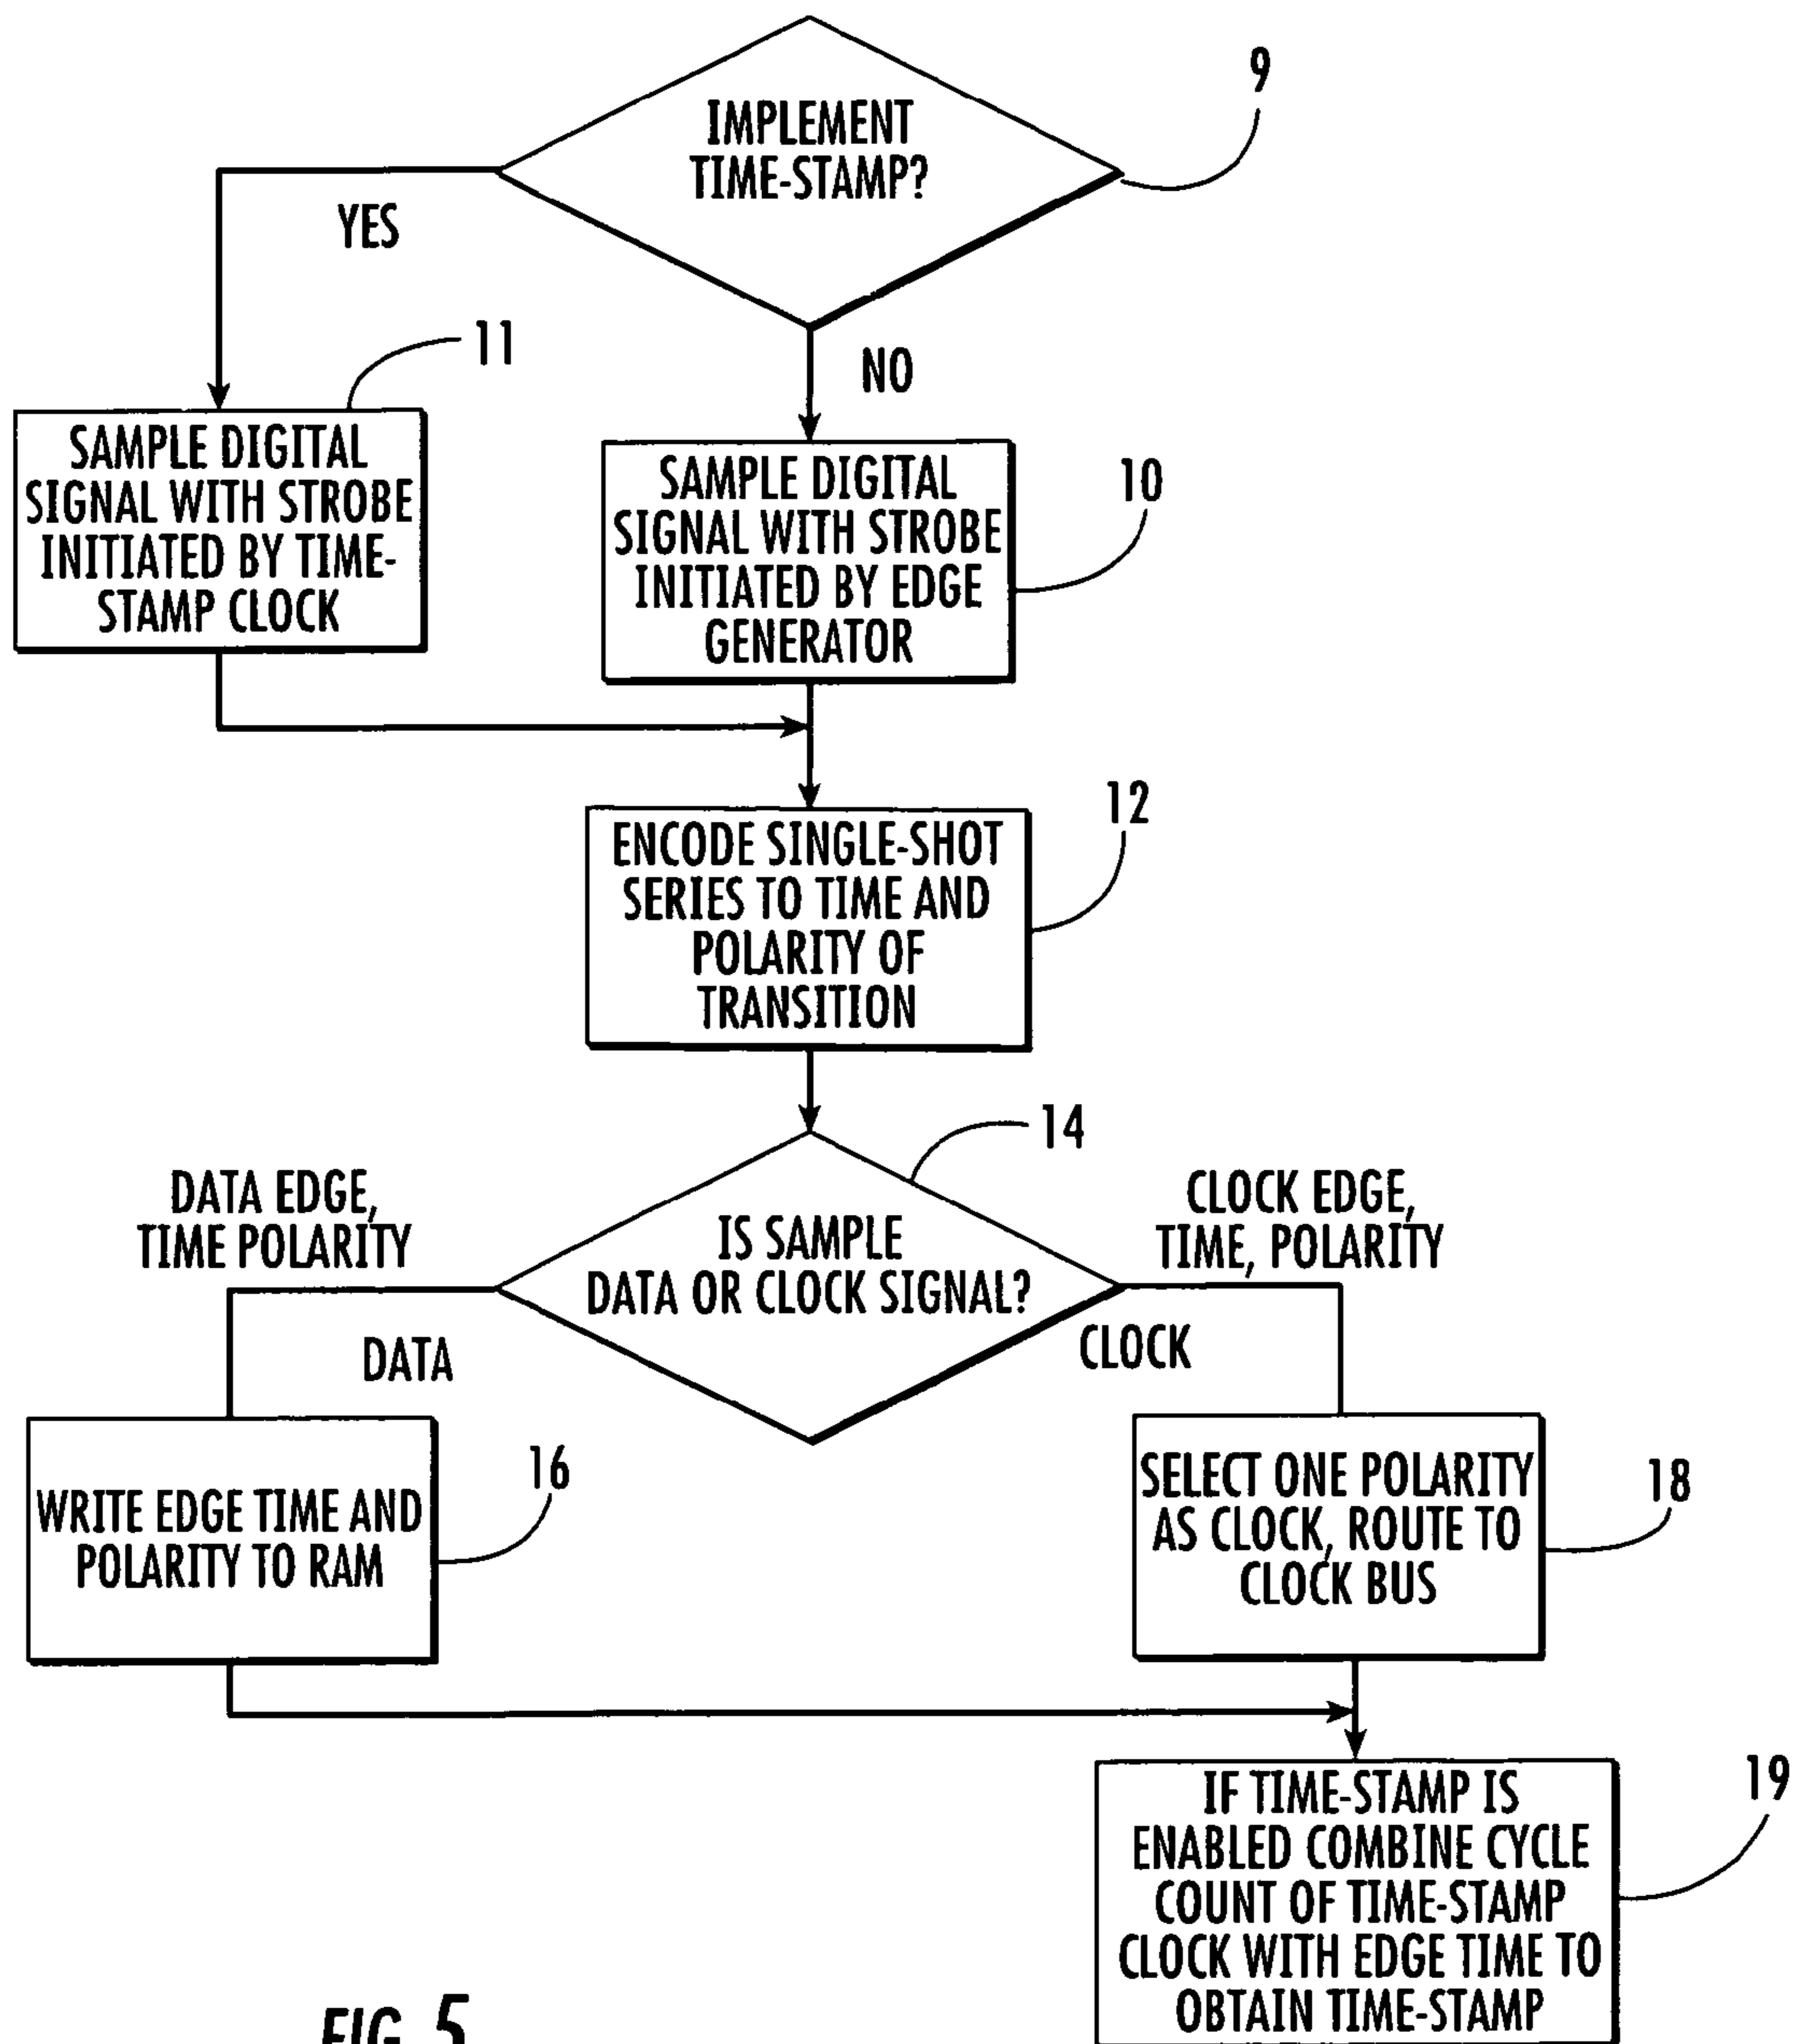 IMPLEMENT
TIME-STAMP?
9
YES
NO
11
SAMPLE DIGITAL
SIGNAL WITH STROBE
INITIATED BY TIME-
STAMP CLOCK
SAMPLE DIGITAL
SIGNAL WITH STROBE
INITIATED BY EDGE
GENERATOR
10
ENCODE SINGLE-SHOT
SERIES TO TIME AND
POLARITY OF
TRANSITION
12
14
DATA EDGE,
TIME POLARITY
IS SAMPLE
DATA OR CLOCK SIGNAL?
CLOCK EDGE,
TIME, POLARITY
DATA
CLOCK
WRITE EDGE TIME AND
POLARITY TO RAM
16
SELECT ONE POLARITY
AS CLOCK, ROUTE TO
CLOCK BUS
18
IF TIME-STAMP IS
ENABLED COMBINE CYCLE
COUNT OF TIME-STAMP
CLOCK WITH EDGE TIME TO
OBTAIN TIME-STAMP
19
FIG. 5